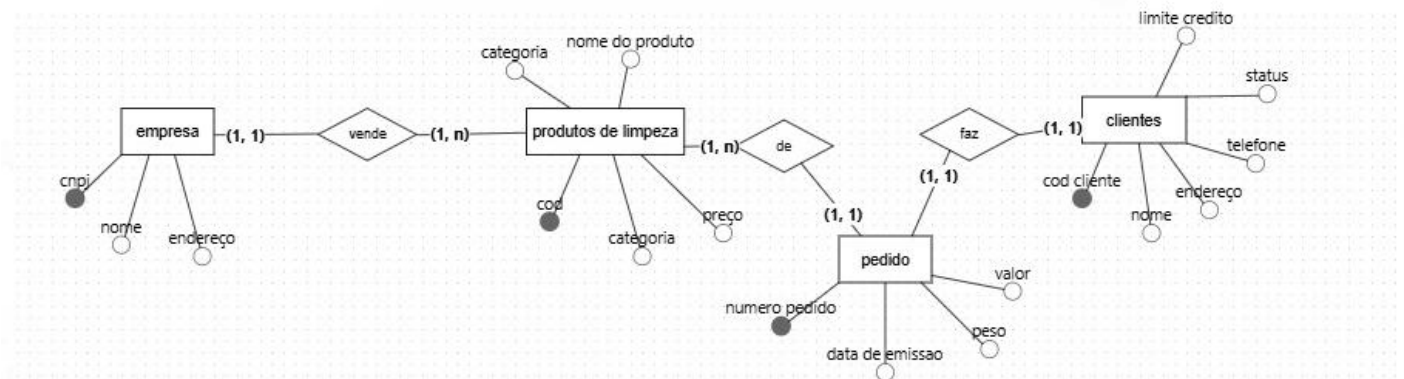 limite credito
nome do produto
categoria
status
empresa
(1, 1)
vende
(1, n)
produtos de limpeza
(1, n)
de
faz
(1, 1)
clientes
telefone
(1, 1)
cnpj
cod cliente
endereço
cod
preço
(1, 1)
nome
nome
endereço
categoria
pedido
valor
numero pedido
peso
data de emissao